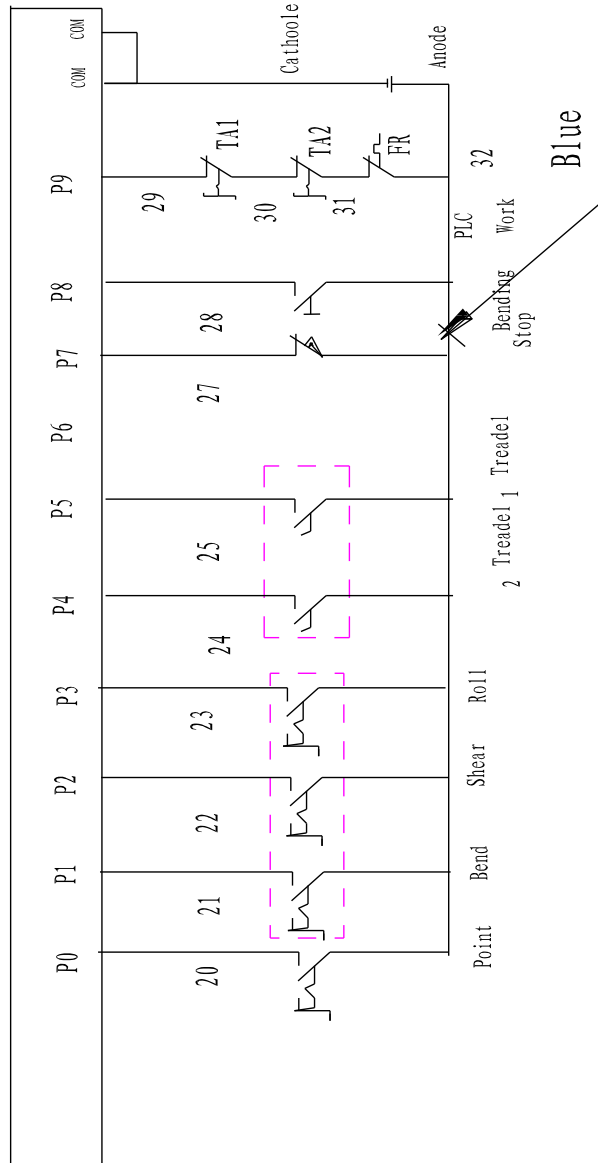 COM
COM
Cathoole
Anode
P9
29
TA1
30
TA2
31
FR
32
Blue
PLC
Work
P8
28
Bending
Stop
P7
27
P6
P5
25
Treadel
1
P4
24
Treadel
2
P3
23
Roll
P2
22
Shear
P1
21
Bend
P0
20
Point